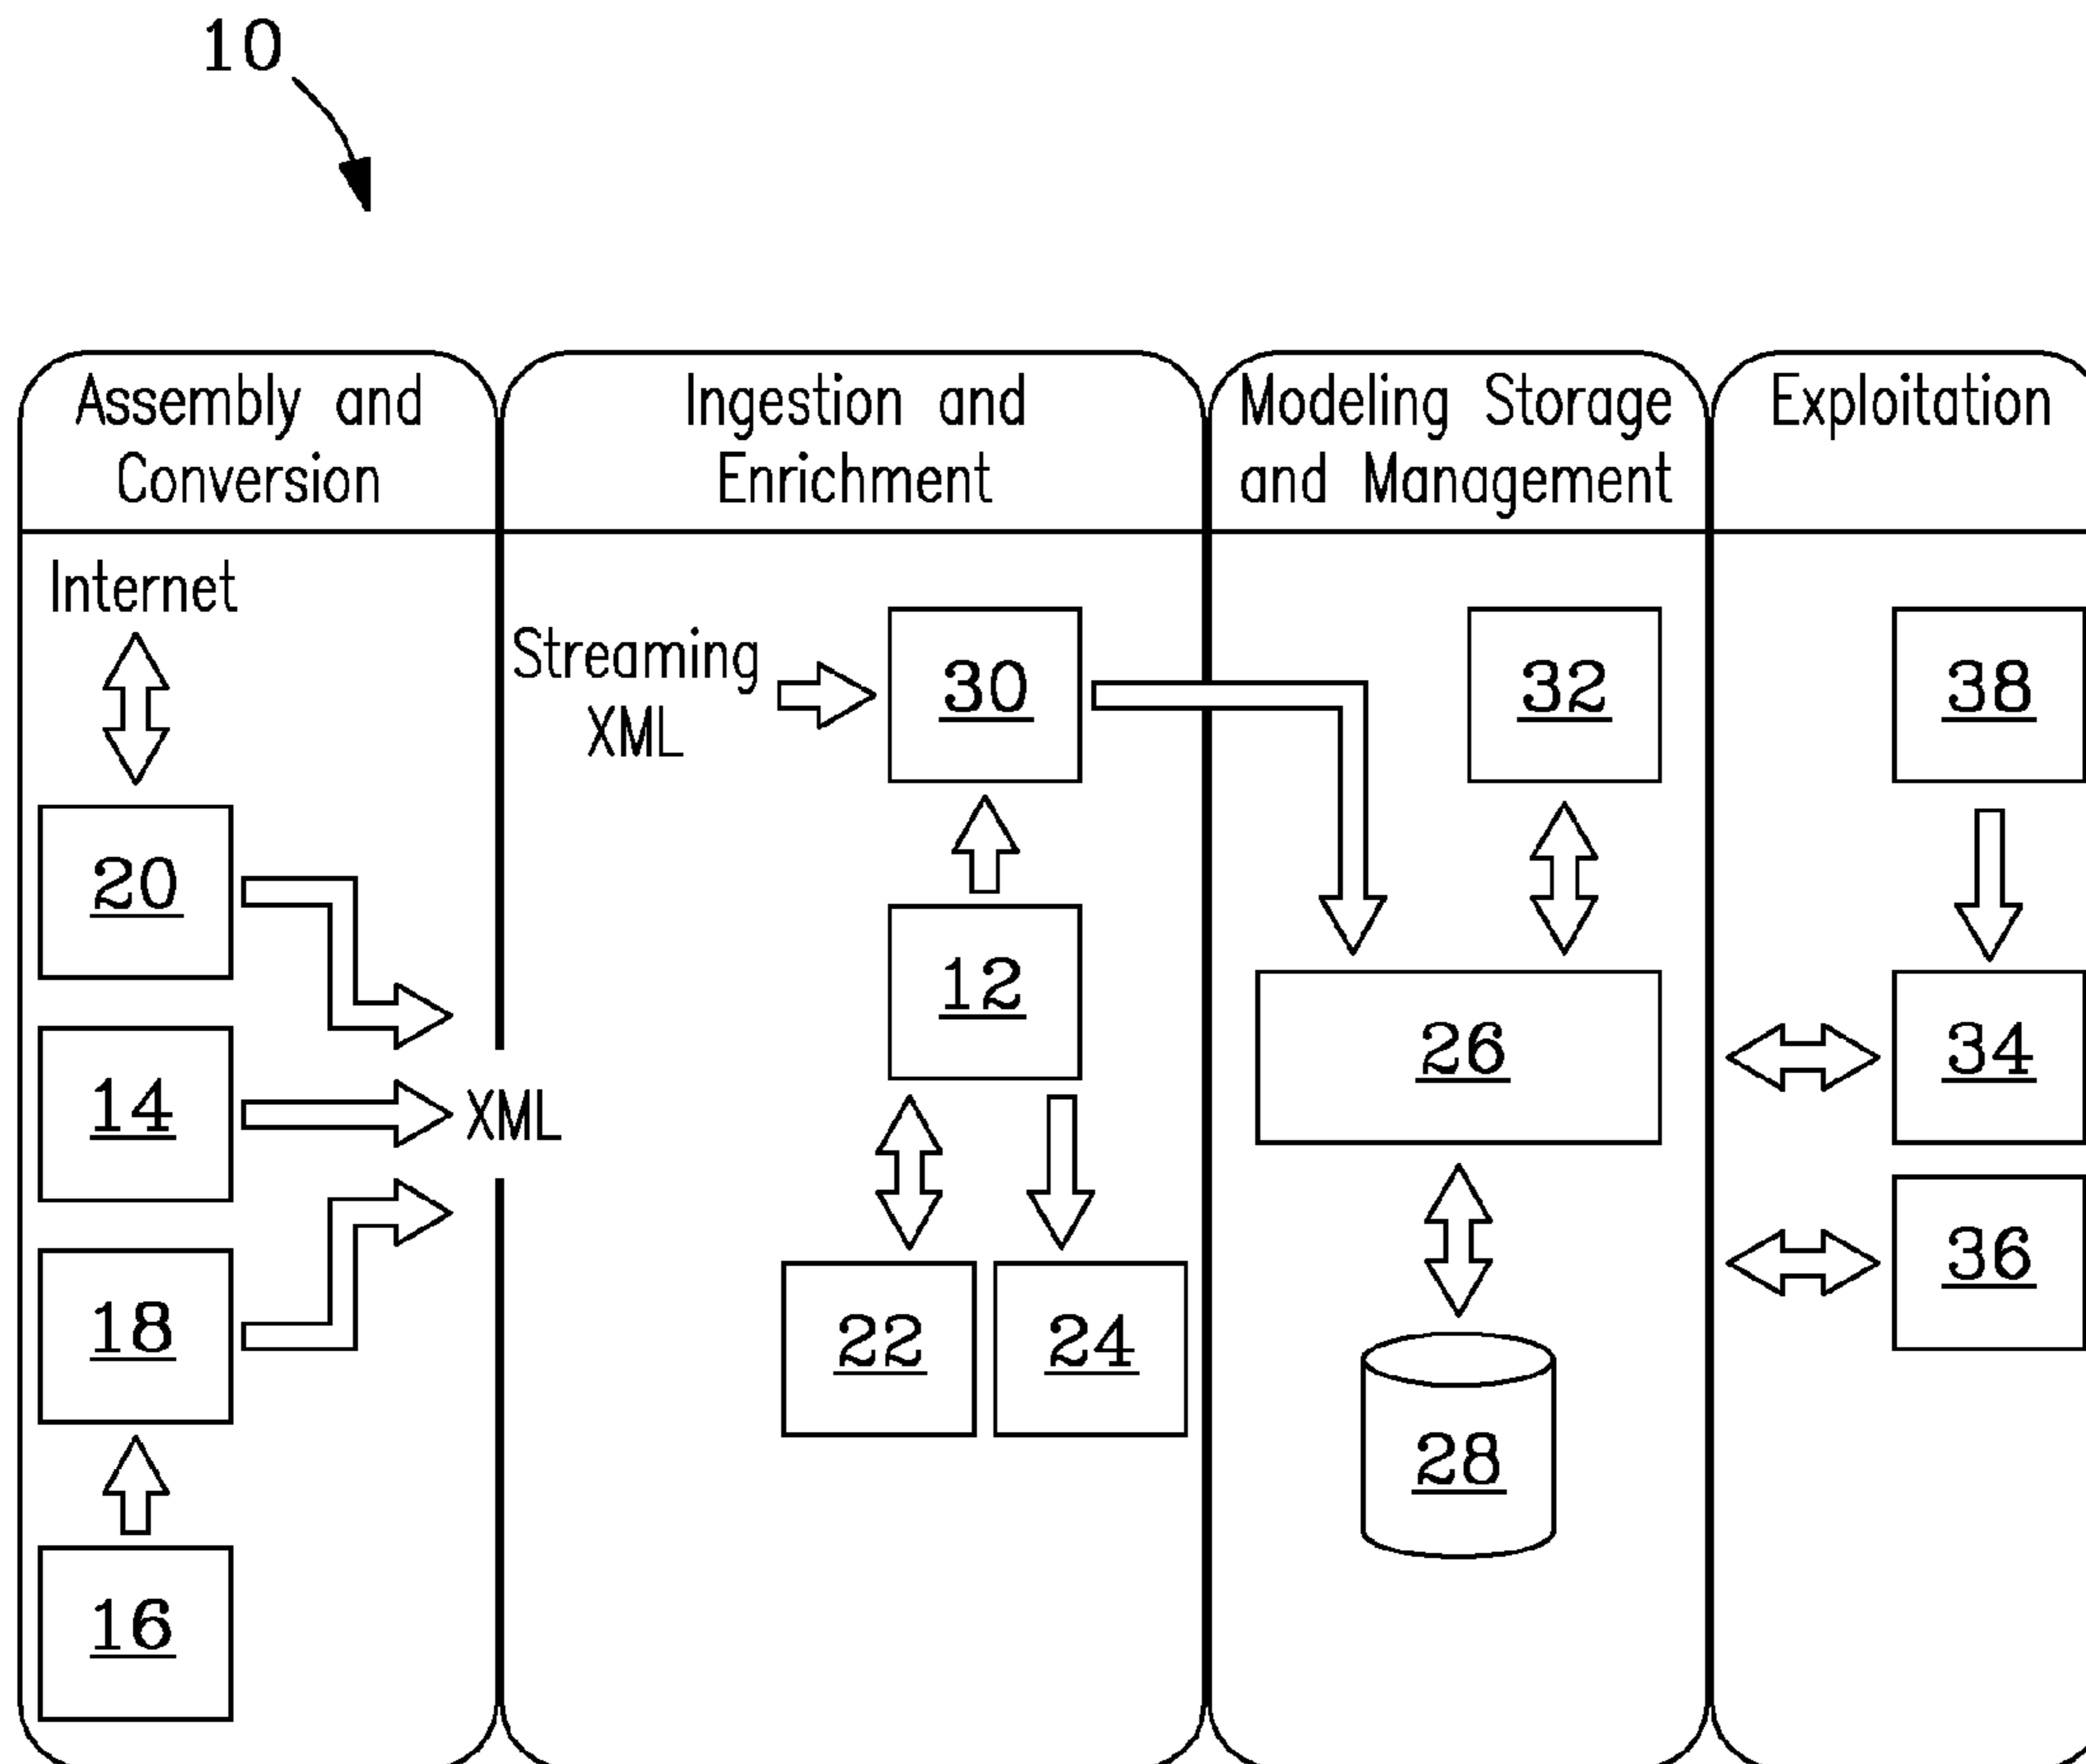 10
Assembly and
Conversion
Ingestion and
Enrichment
Modeling Storage
and Management
Exploitation
Internet
20
14
18
16
XML
Streaming
XML
30
12
22
24
32
26
28
38
34
36